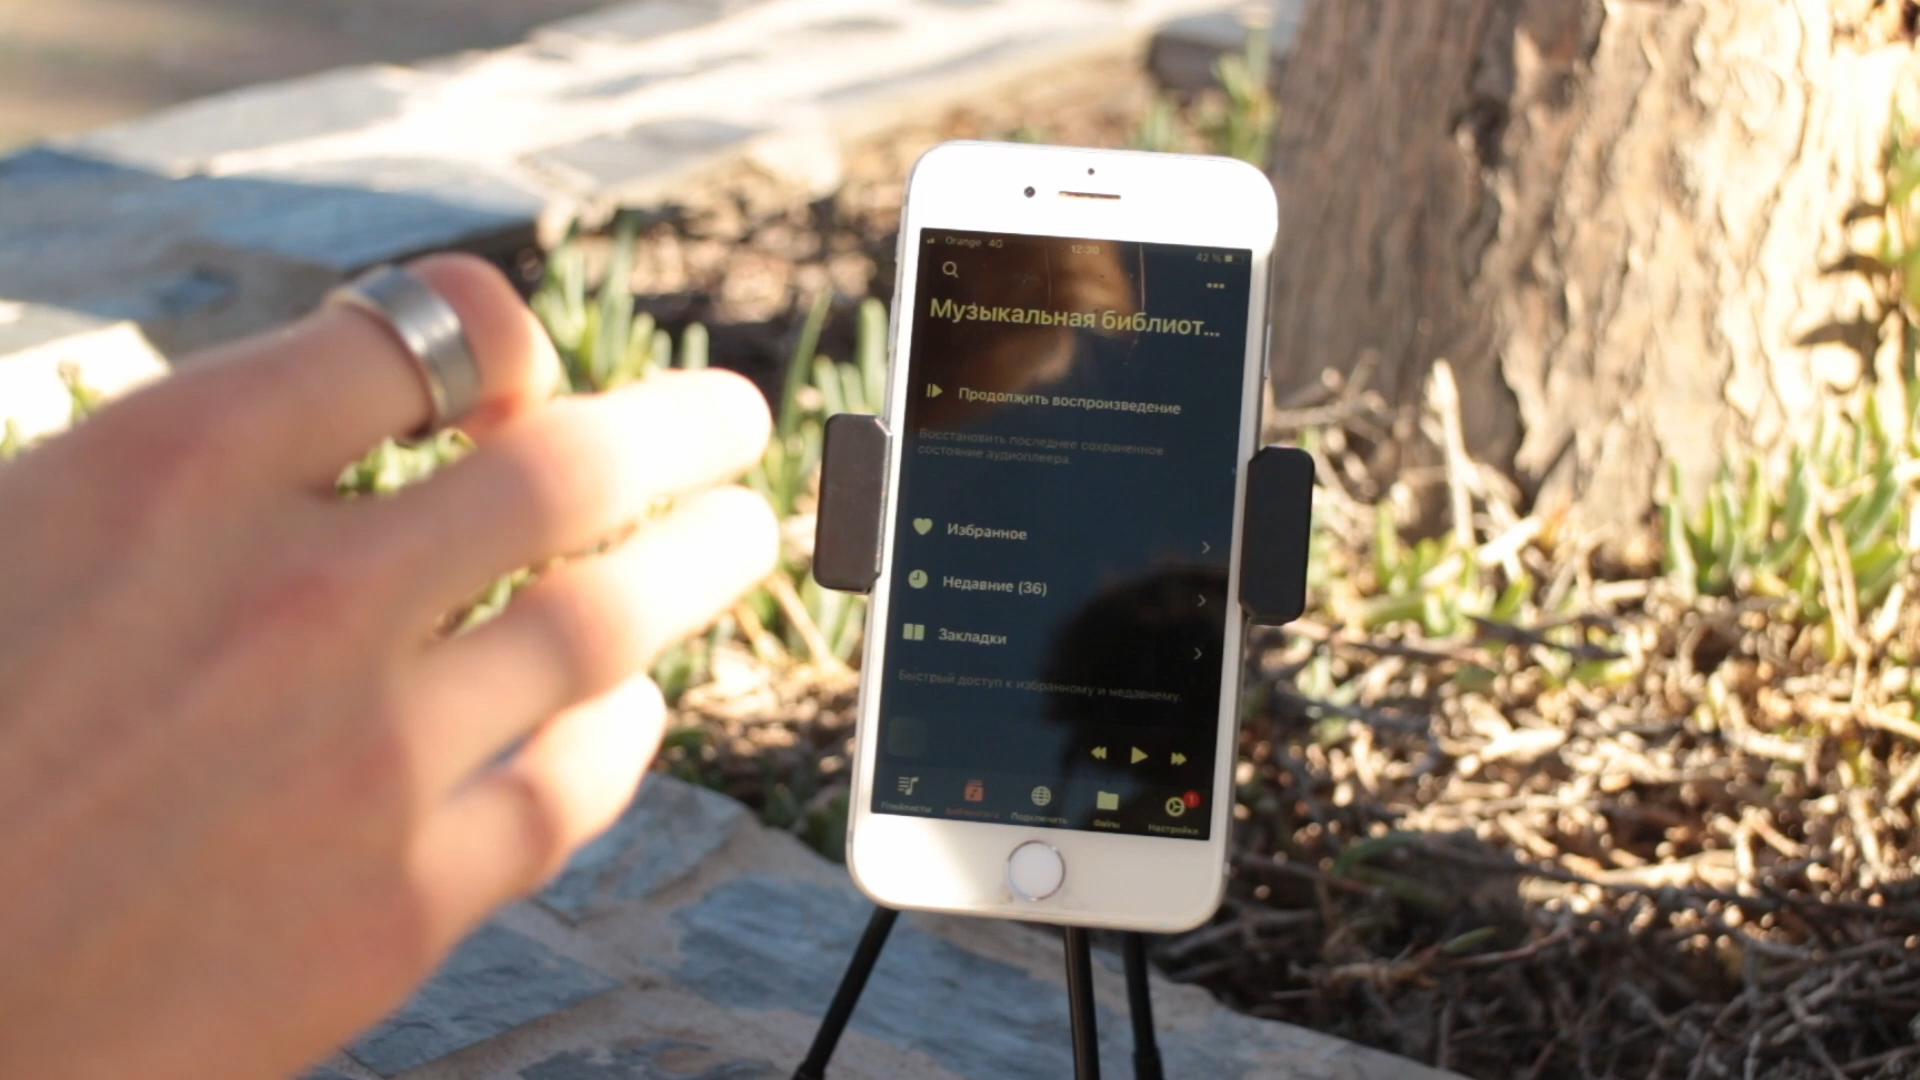 Orange 4G 12:30 42 %
Музыкальная библиот...
Продолжить воспроизведение
Восстановить последнее сохраненное
состояние аудиоплеера.
Избранное
Недавние (36)
Закладки
Быстрый доступ к избранному и недавнему.
Плейлисты Библиотека Подключить Файлы Настройки
1